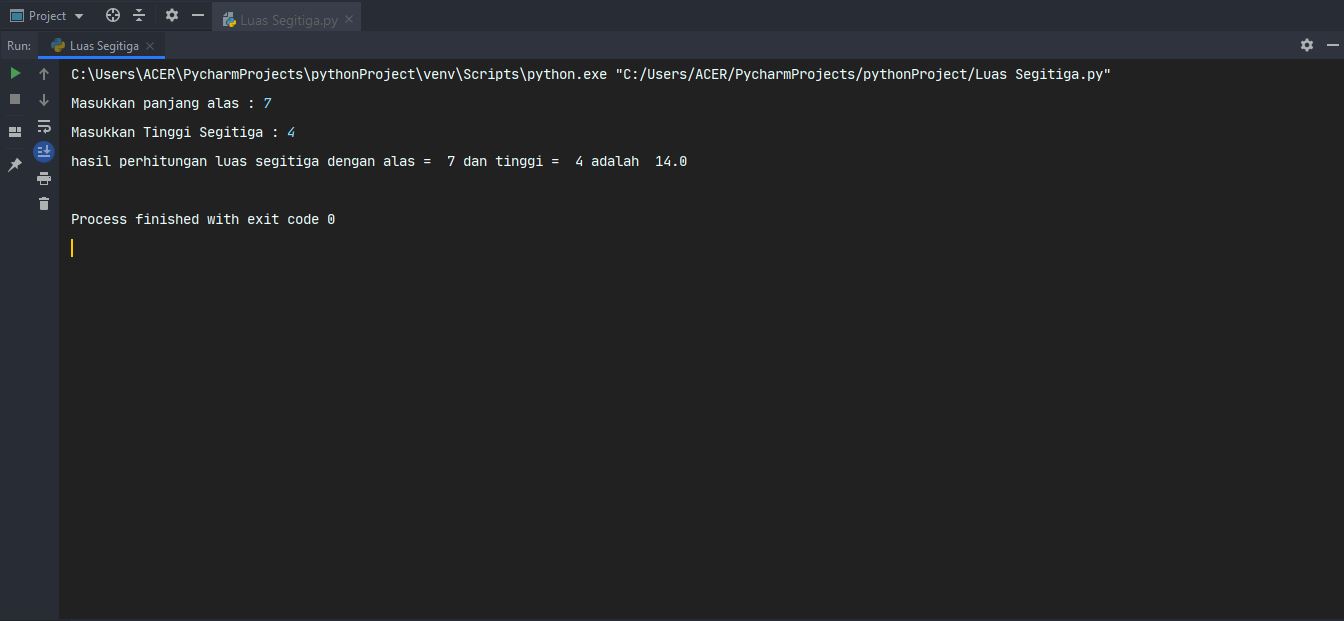 Project
Luas Segitiga.py
Run:
Luas Segitiga
C:\Users\ACER\PycharmProjects\pythonProject\venv\Scripts\python.exe "C:/Users/ACER/PycharmProjects/pythonProject/Luas Segitiga.py"
Masukkan panjang alas : 7
Masukkan Tinggi Segitiga : 4
hasil perhitungan luas segitiga dengan alas =  7 dan tinggi =  4 adalah  14.0
Process finished with exit code 0